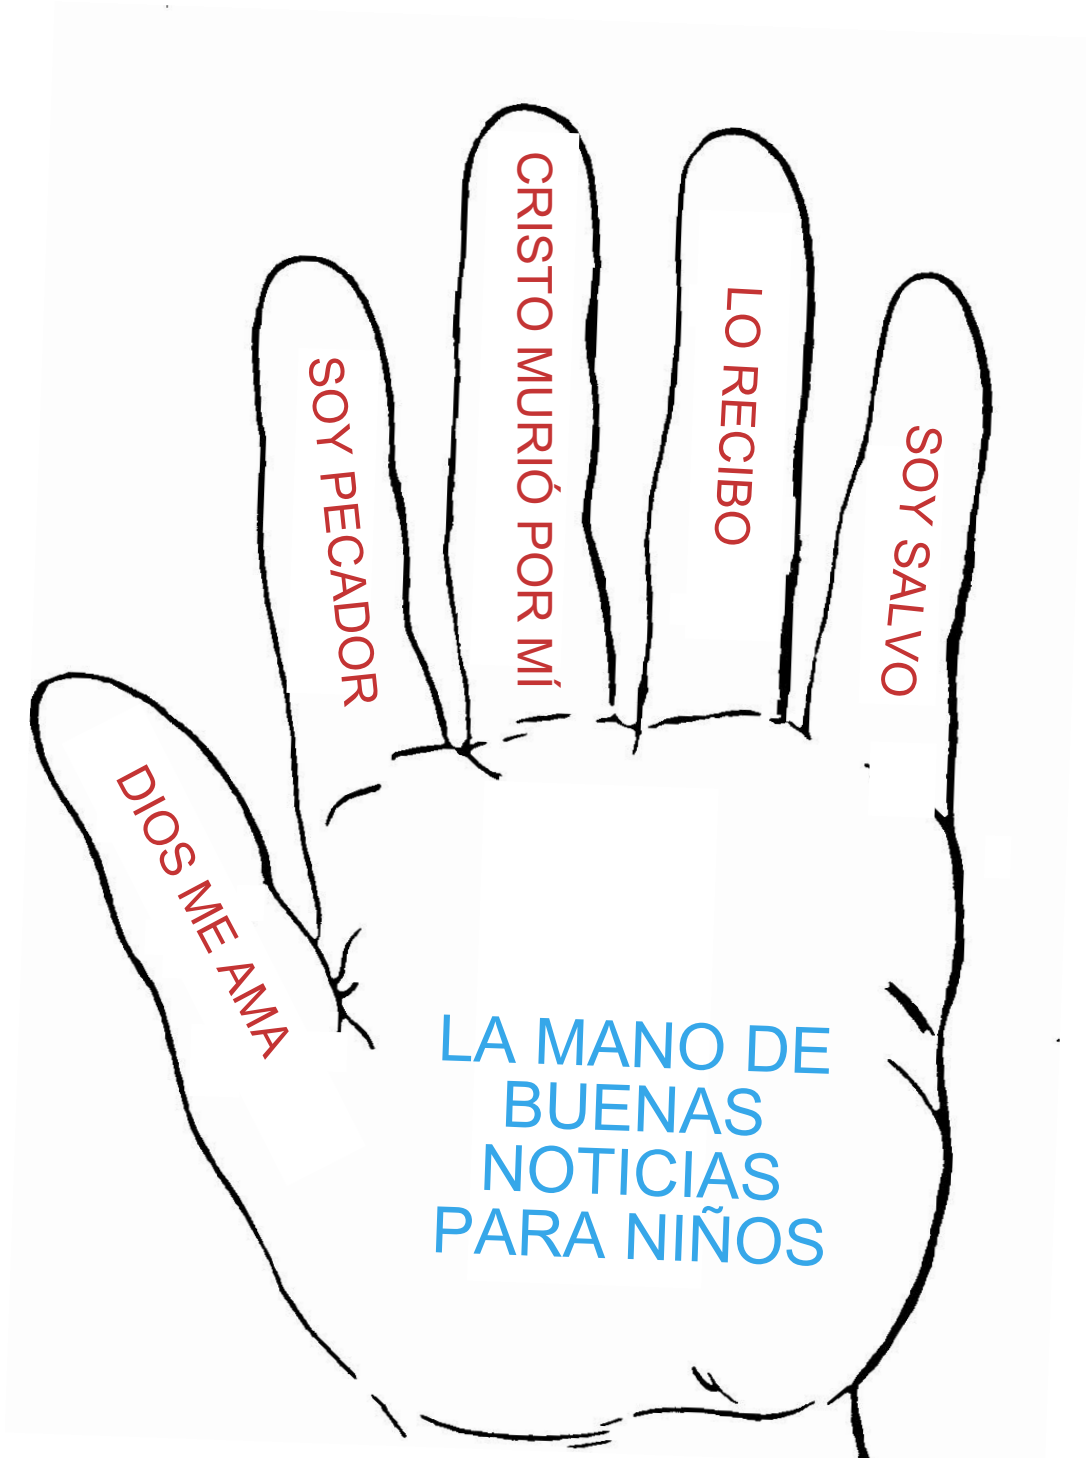 DIOS ME AMA
SOY PECADOR
CRISTO MURIÓ POR MÍ
LO RECIBO
SOY SALVO
LA MANO DE
BUENAS
NOTICIAS
PARA NIÑOS